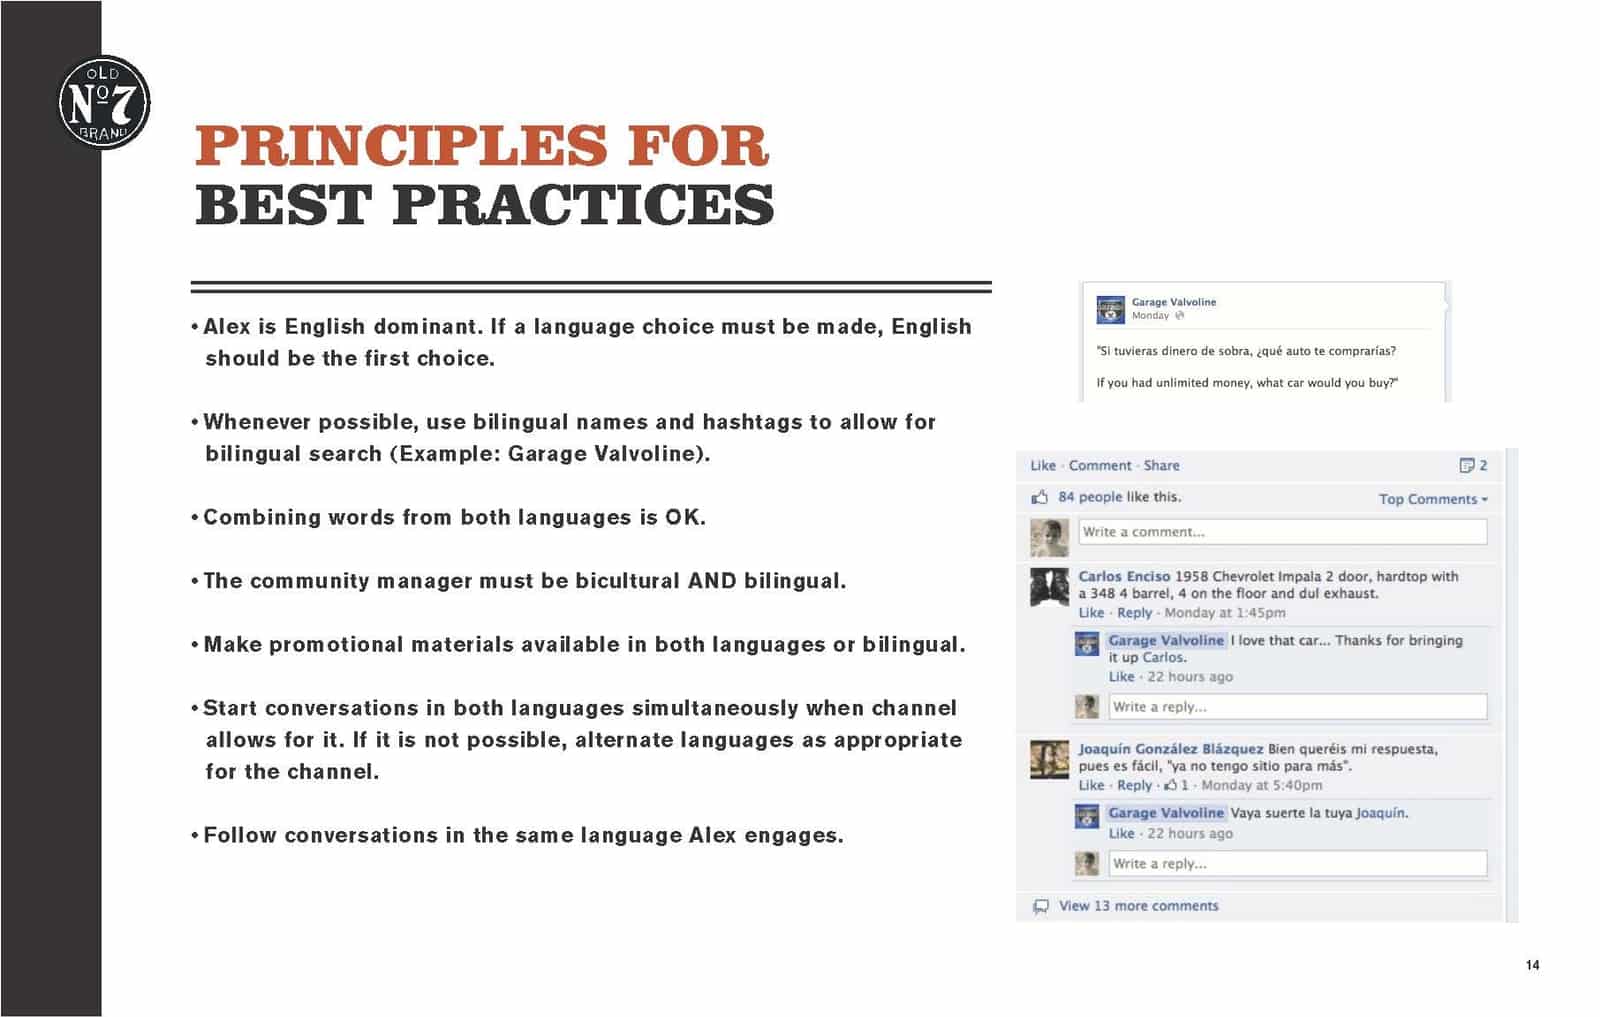 OLD
Nº7
BRAND
PRINCIPLES FOR
BEST PRACTICES
• Alex is English dominant. If a language choice must be made, English
should be the first choice.
• Whenever possible, use bilingual names and hashtags to allow for
bilingual search (Example: Garage Valvoline).
• Combining words from both languages is OK.
• The community manager must be bicultural AND bilingual.
• Make promotional materials available in both languages or bilingual.
• Start conversations in both languages simultaneously when channel
allows for it. If it is not possible, alternate languages as appropriate
for the channel.
• Follow conversations in the same language Alex engages.
Garage Valvoline
Monday
"Si tuvieras dinero de sobra, ¿qué auto te comprarías?
If you had unlimited money, what car would you buy?"
Like · Comment · Share 2
84 people like this. Top Comments
Write a comment...
Carlos Enciso 1958 Chevrolet Impala 2 door, hardtop with
a 348 4 barrel, 4 on the floor and dul exhaust.
Like · Reply · Monday at 1:45pm
Garage Valvoline I love that car... Thanks for bringing
it up Carlos.
Like · 22 hours ago
Write a reply...
Joaquín González Blázquez Bien queréis mi respuesta,
pues es fácil, "ya no tengo sitio para más".
Like · Reply · 1 · Monday at 5:40pm
Garage Valvoline Vaya suerte la tuya Joaquín.
Like · 22 hours ago
Write a reply...
View 13 more comments
14